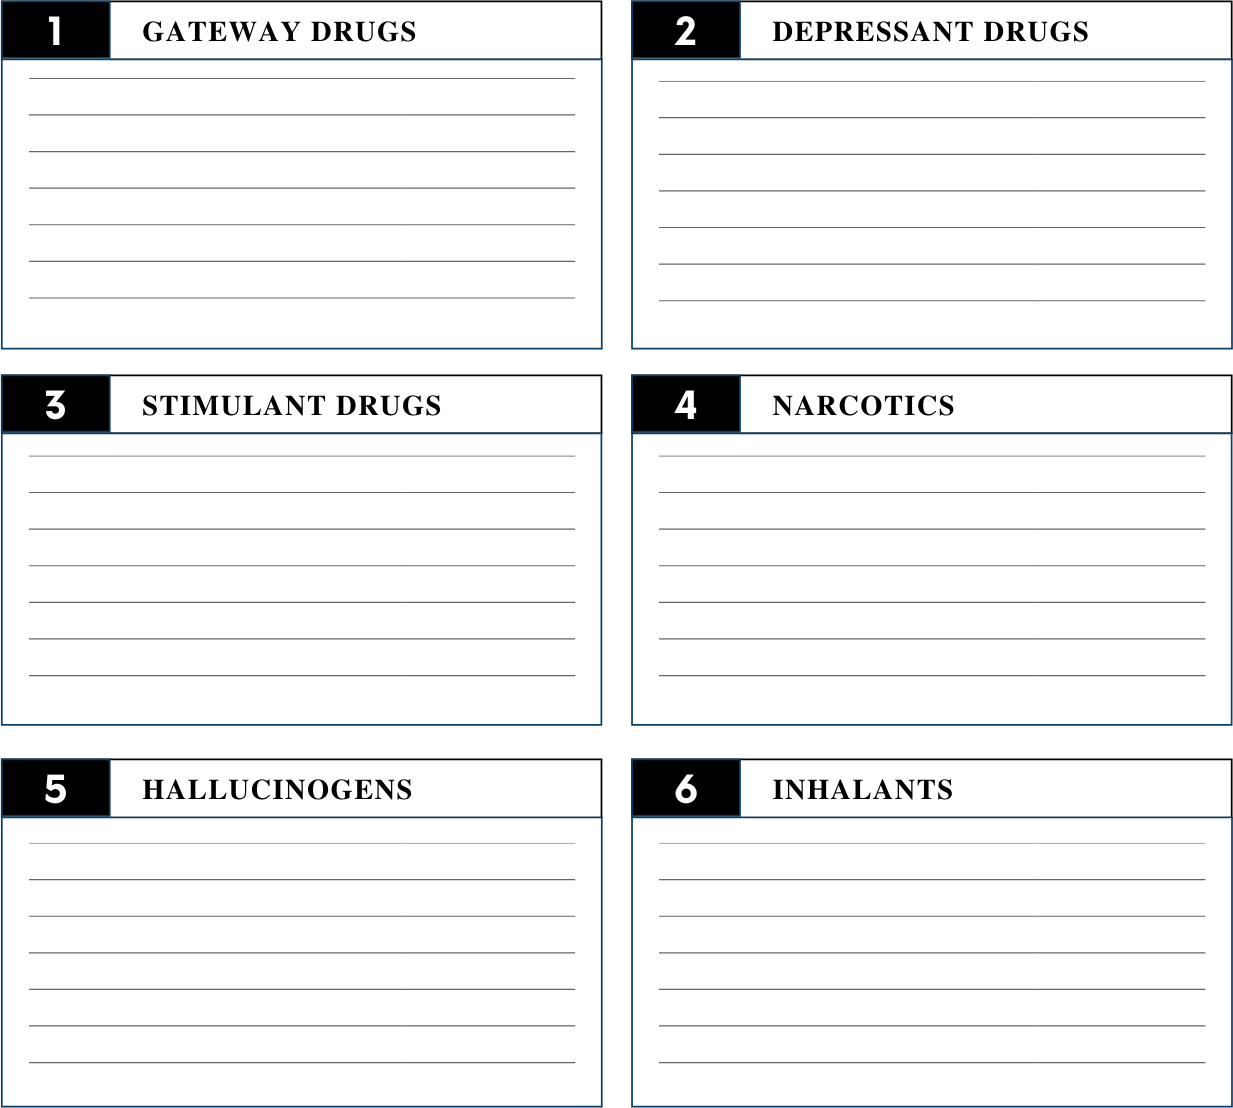 1 GATEWAY DRUGS
2 DEPRESSANT DRUGS
3 STIMULANT DRUGS
4 NARCOTICS
5 HALLUCINOGENS
6 INHALANTS